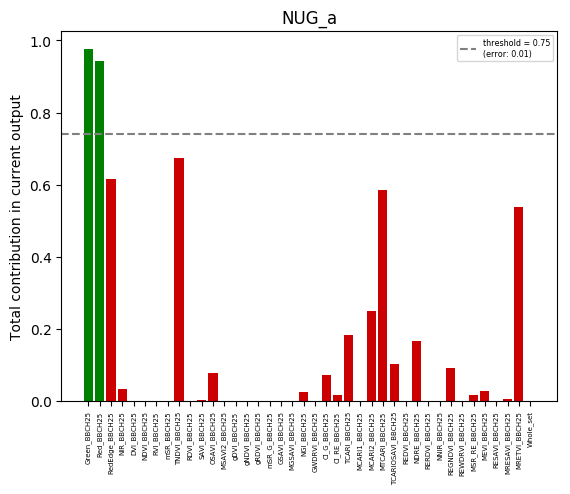 NUG_a
threshold = 0.75
(error: 0.01)
Total contribution in current output
1.0
0.8
0.6
0.4
0.2
0.0
Green_BBCH25
Red_BBCH25
RedEdge_BBCH25
NIR_BBCH25
DVI_BBCH25
NDVI_BBCH25
RVI_BBCH25
mSR_BBCH25
TNDVI_BBCH25
RDVI_BBCH25
SAVI_BBCH25
OSAVI_BBCH25
MSAVI2_BBCH25
gDVI_BBCH25
gNDVI_BBCH25
gRDVI_BBCH25
mSR_G_BBCH25
GSAVI_BBCH25
MGSAVI_BBCH25
NGI_BBCH25
GWDRVI_BBCH25
CI_G_BBCH25
CI_RE_BBCH25
TCARI_BBCH25
MCARI1_BBCH25
MCARI2_BBCH25
MTCARI_BBCH25
TCARIOSAVI_BBCH25
REDVI_BBCH25
NDRE_BBCH25
RERDVI_BBCH25
NNIR_BBCH25
REGNDVI_BBCH25
REWDRVI_BBCH25
MSR_RE_BBCH25
MEVI_BBCH25
RESAVI_BBCH25
MRESAVI_BBCH25
MRETVI_BBCH25
Whole_set